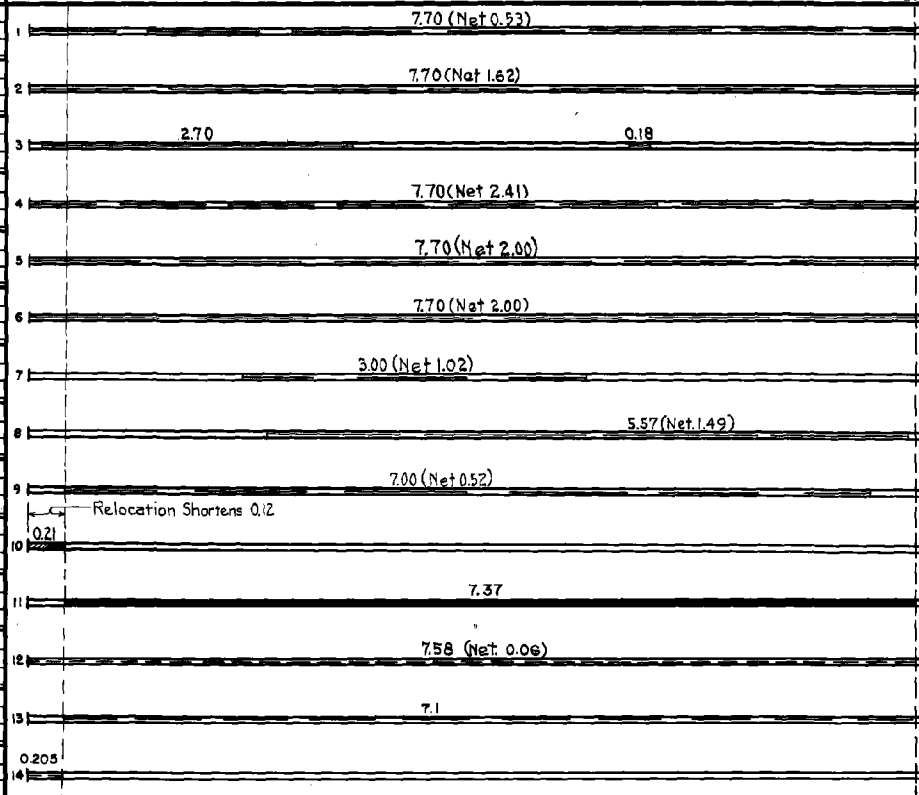 7.70 (Net 0.53)
1
7.70 (Net 1.62)
2
2.70 0.18
3
7.70 (Net 2.41)
4
7.70 (Net 2.00)
5
7.70 (Net 2.00)
6
3.00 (Net 1.02)
7
5.57 (Net. 1.49)
8
7.00 (Net 0.52)
9
Relocation Shortens 0.12
0.21
10
7.37
11
7.58 (Net. 0.06)
12
7.1
13
0.205
14